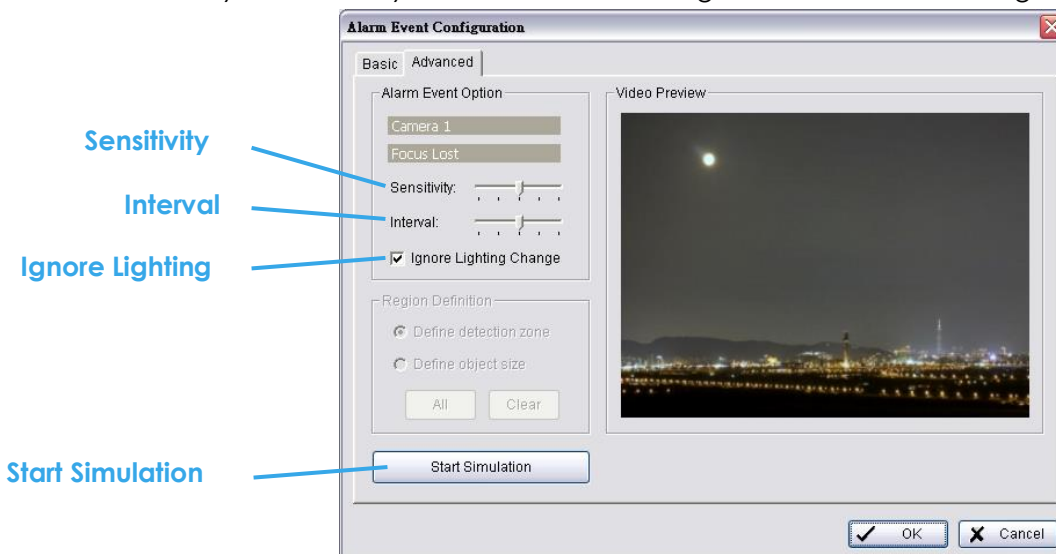 Alarm Event Configuration
Basic
Advanced
Alarm Event Option
Camera 1
Focus Lost
Sensitivity:
Interval:
Ignore Lighting Change
Region Definition
Define detection zone
Define object size
All
Clear
Start Simulation
Video Preview
OK
Cancel
Sensitivity
Interval
Ignore Lighting
Start Simulation